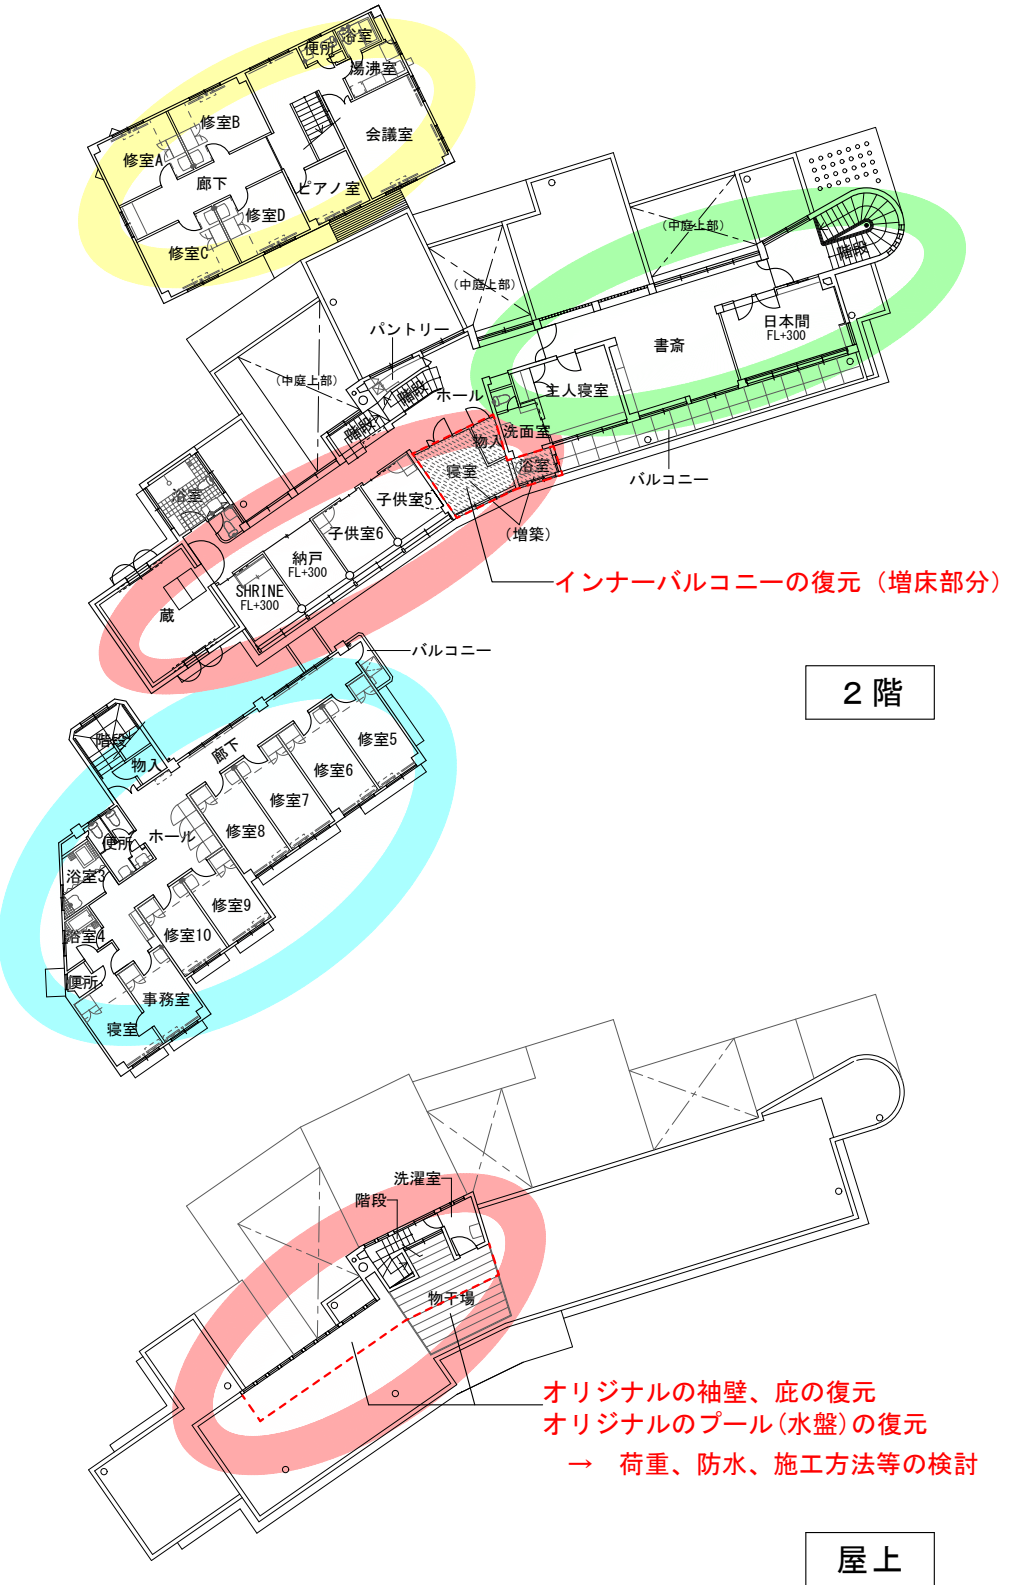 便所
浴室
湯沸室
修室B
会議室
修室A
廊下
ピアノ室
修室D
修室C
(中庭上部)
階段
(中庭上部)
日本間
FL+300
パントリー
書斎
(中庭上部)
階段
ホール
主人寝室
階段
洗面室
物入
寝室
浴室
バルコニー
浴室
子供室5
(増築)
子供室6
納戸
FL+300
SHRINE
FL+300
インナーバルコニーの復元（増床部分）
蔵
バルコニー
2階
階段
物入
廊下
修室5
修室6
修室7
修室8
便所
ホール
浴室3
修室9
浴室4
修室10
便所
事務室
寝室
洗濯室
階段
物干場
オリジナルの袖壁、庇の復元
オリジナルのプール(水盤)の復元
→ 荷重、防水、施工方法等の検討
屋上